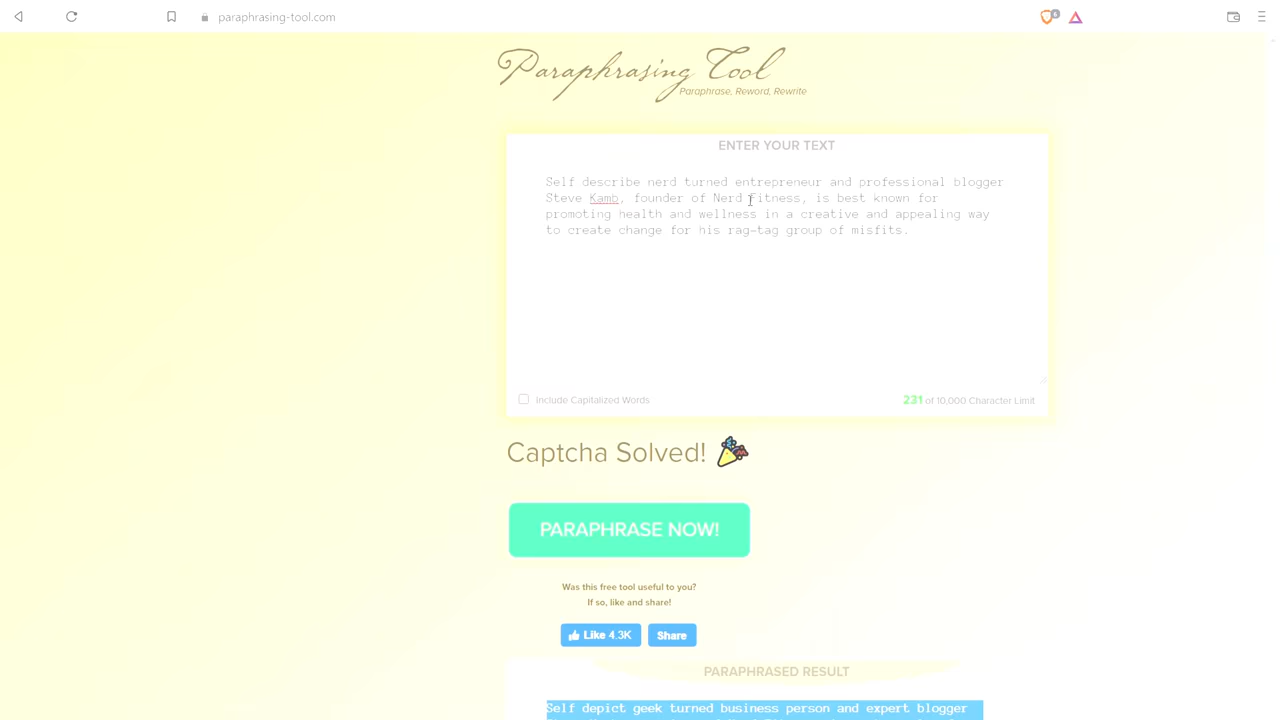 paraphrasing-tool.com
6
Paraphrasing Tool
Paraphrase, Reword, Rewrite
ENTER YOUR TEXT
Self describe nerd turned entrepreneur and professional blogger
Steve Kamb, founder of Nerd Fitness, is best known for
promoting health and wellness in a creative and appealing way
to create change for his rag-tag group of misfits.
Include Capitalized Words
231 of 10,000 Character Limit
Captcha Solved!
PARAPHRASE NOW!
Was this free tool useful to you?
If so, like and share!
Like 4.3K
Share
PARAPHRASED RESULT
Self depict geek turned business person and expert blogger